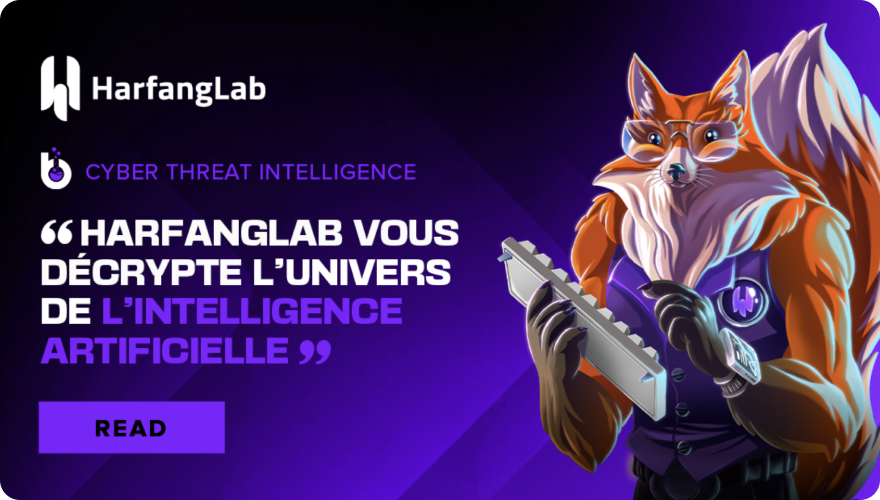 HarfangLab
CYBER THREAT INTELLIGENCE
“ HARFANGLAB VOUS
DÉCRYPTE L’UNIVERS
DE L’INTELLIGENCE
ARTIFICIELLE ”
READ